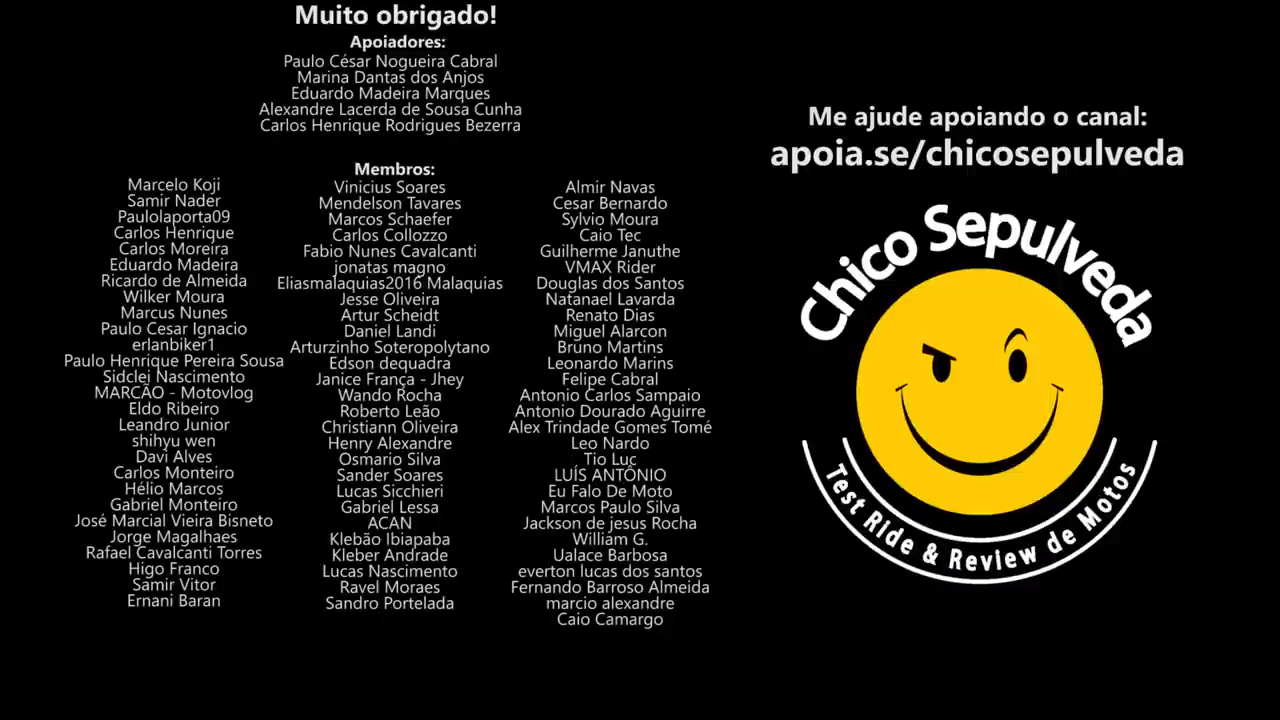 Muito obrigado!
Apoiadores:
Paulo César Nogueira Cabral
Marina Dantas dos Anjos
Eduardo Madeira Marques
Alexandre Lacerda de Sousa Cunha
Carlos Henrique Rodrigues Bezerra
Membros:
Marcelo Koji
Samir Nader
Paulolaporta09
Carlos Henrique
Carlos Moreira
Eduardo Madeira
Ricardo de Almeida
Wilker Moura
Marcus Nunes
Paulo Cesar Ignacio
erlanbiker1
Paulo Henrique Pereira Sousa
Sidclei Nascimento
MARCÃO - Motovlog
Eldo Ribeiro
Leandro Junior
shihyu wen
Davi Alves
Carlos Monteiro
Hélio Marcos
Gabriel Monteiro
José Marcial Vieira Bisneto
Jorge Magalhaes
Rafael Cavalcanti Torres
Higo Franco
Samir Vitor
Ernani Baran
Vinicius Soares
Mendelson Tavares
Marcos Schaefer
Carlos Collozzo
Fabio Nunes Cavalcanti
jonatas magno
Eliasmalaquias2016 Malaquias
Jesse Oliveira
Artur Scheidt
Daniel Landi
Arturzinho Soteropolytano
Edson dequadra
Janice França - Jhey
Wando Rocha
Roberto Leão
Christiann Oliveira
Henry Alexandre
Osmario Silva
Sander Soares
Lucas Sicchieri
Gabriel Lessa
ACAN
Klebão Ibiapaba
Kleber Andrade
Lucas Nascimento
Ravel Moraes
Sandro Portelada
Almir Navas
Cesar Bernardo
Sylvio Moura
Caio Tec
Guilherme Januthe
VMAX Rider
Douglas dos Santos
Natanael Lavarda
Renato Dias
Miguel Alarcon
Bruno Martins
Leonardo Marins
Felipe Cabral
Antonio Carlos Sampaio
Antonio Dourado Aguirre
Alex Trindade Gomes Tomé
Leo Nardo
Tio Luc
LUÍS ANTÔNIO
Eu Falo De Moto
Marcos Paulo Silva
Jackson de jesus Rocha
William G.
Ualace Barbosa
everton lucas dos santos
Fernando Barroso Almeida
marcio alexandre
Caio Camargo
Me ajude apoiando o canal:
apoia.se/chicosepulveda
Chico Sepulveda
Test Ride & Review de Motos